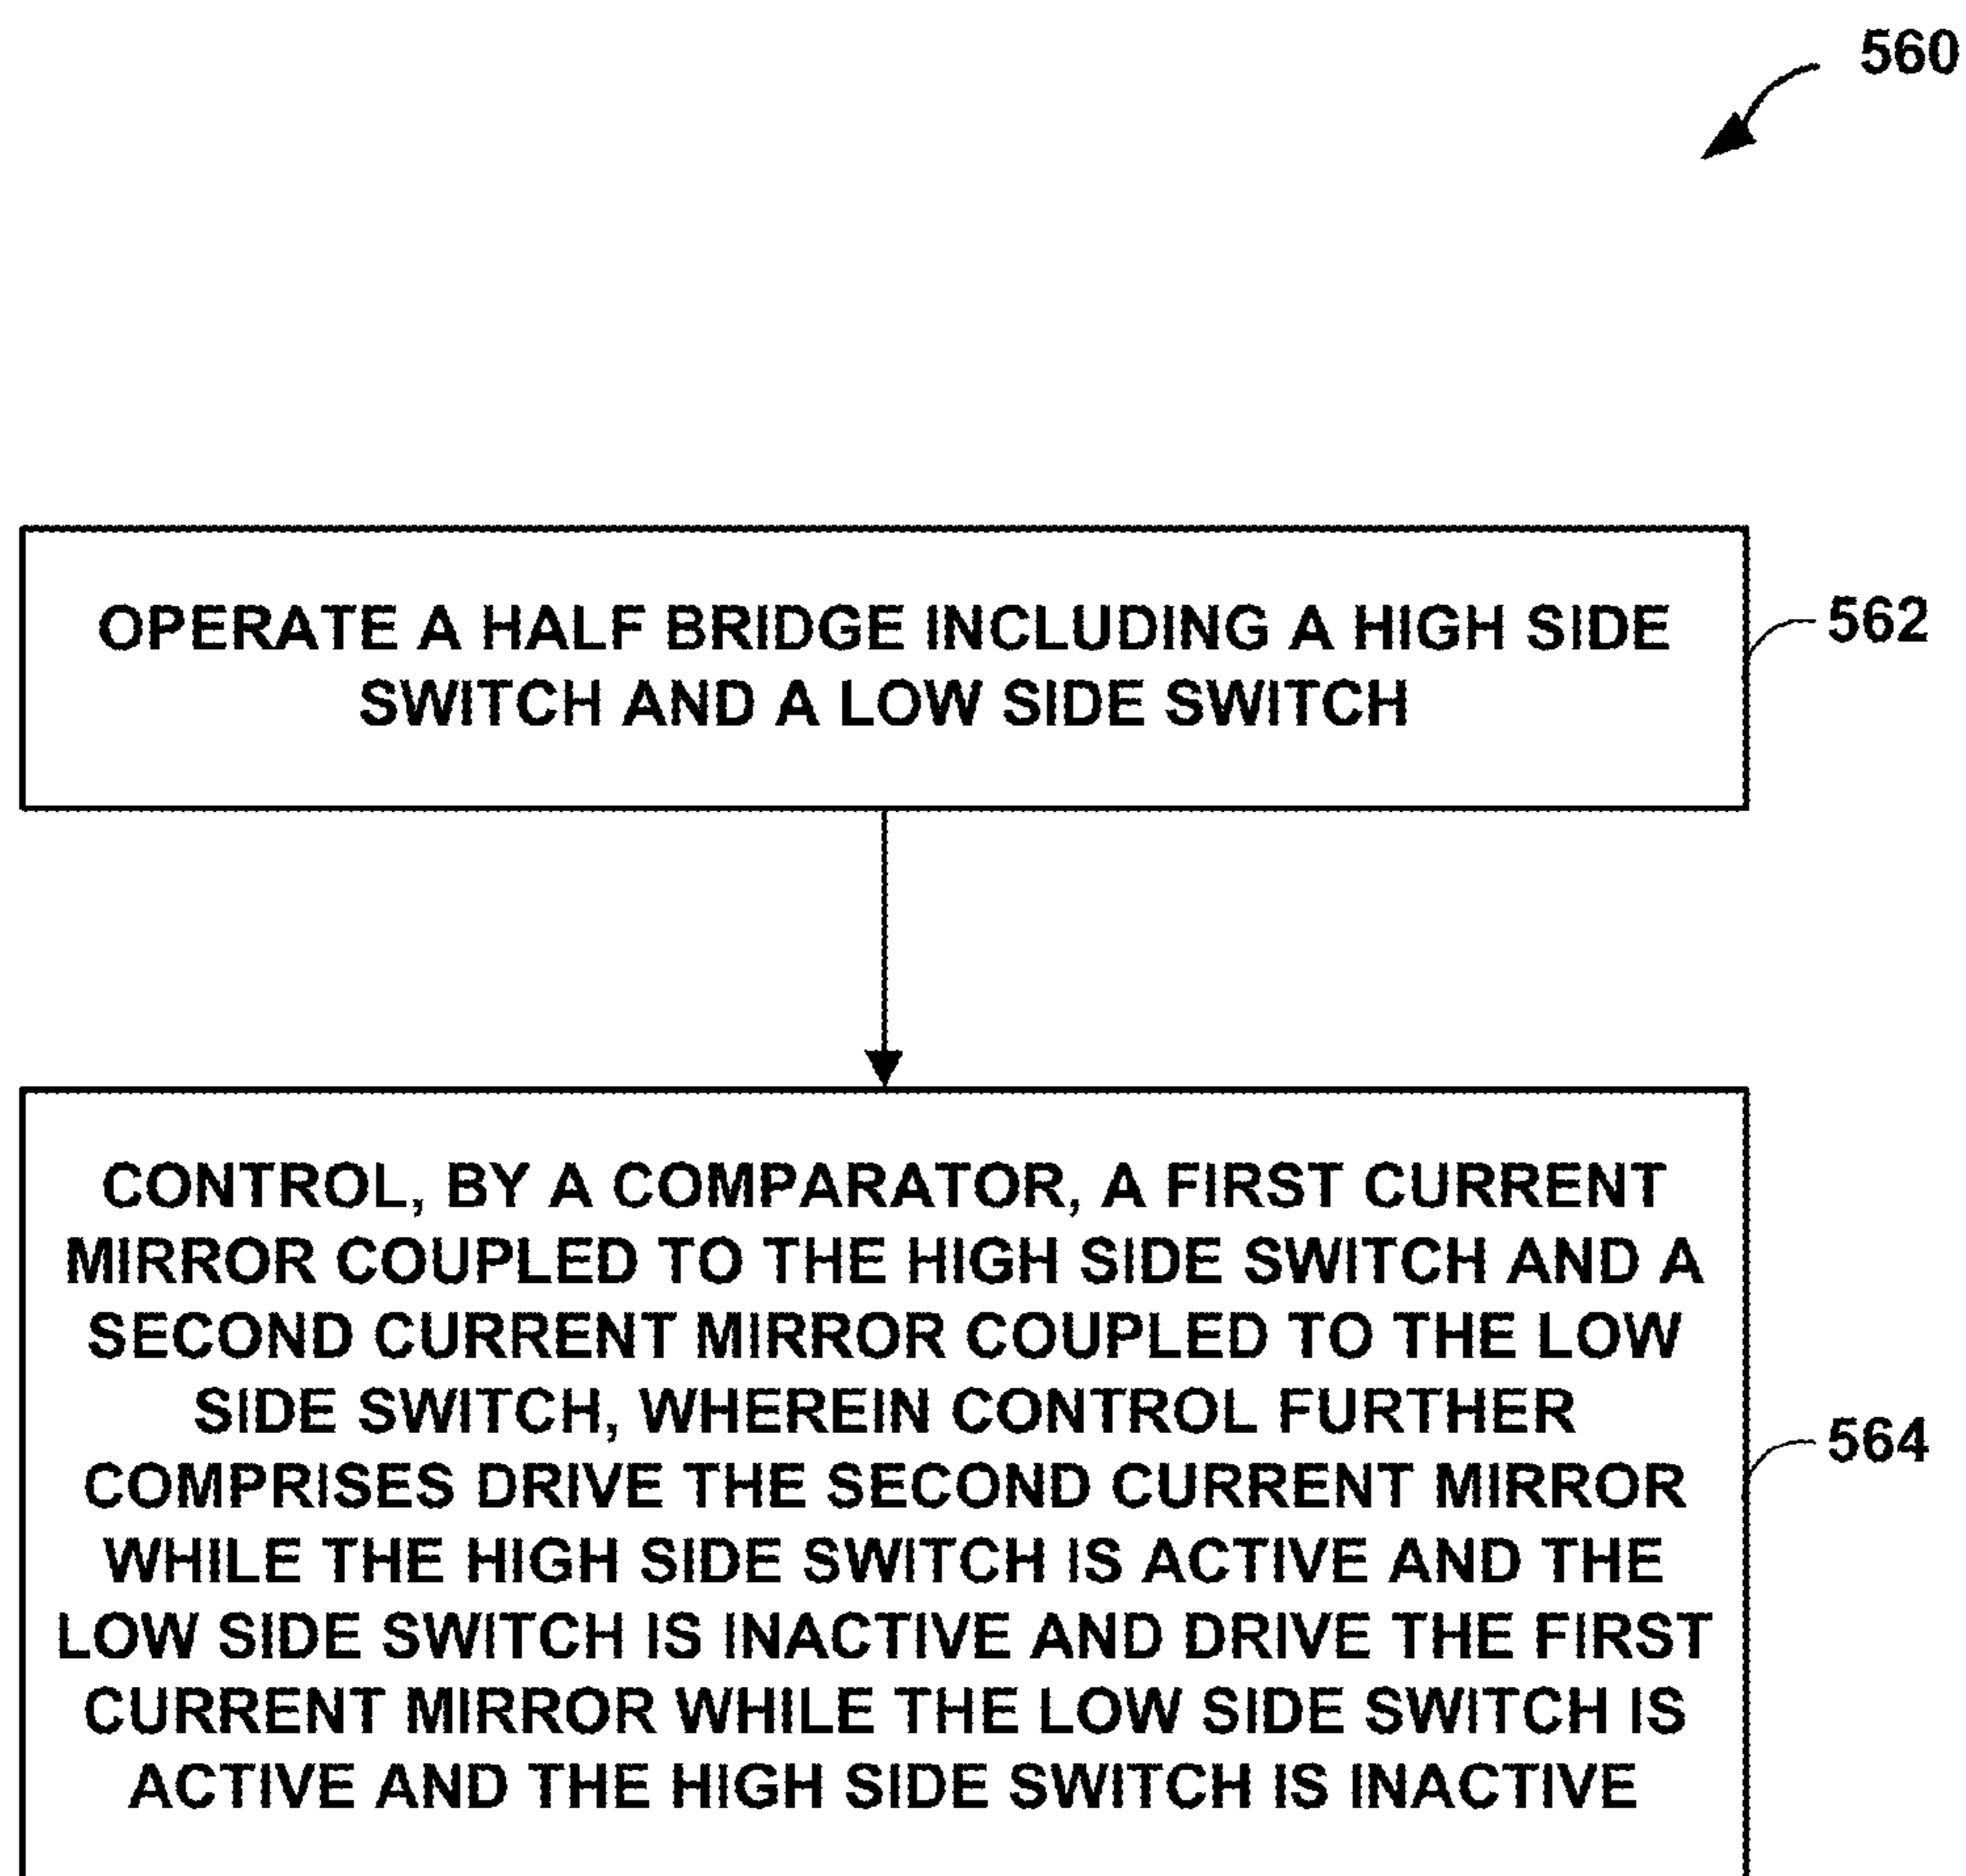 560
OPERATE A HALF BRIDGE INCLUDING A HIGH SIDE
SWITCH AND A LOW SIDE SWITCH
562
CONTROL, BY A COMPARATOR, A FIRST CURRENT
MIRROR COUPLED TO THE HIGH SIDE SWITCH AND A
SECOND CURRENT MIRROR COUPLED TO THE LOW
SIDE SWITCH, WHEREIN CONTROL FURTHER
COMPRISES DRIVE THE SECOND CURRENT MIRROR
WHILE THE HIGH SIDE SWITCH IS ACTIVE AND THE
LOW SIDE SWITCH IS INACTIVE AND DRIVE THE FIRST
CURRENT MIRROR WHILE THE LOW SIDE SWITCH IS
ACTIVE AND THE HIGH SIDE SWITCH IS INACTIVE
564